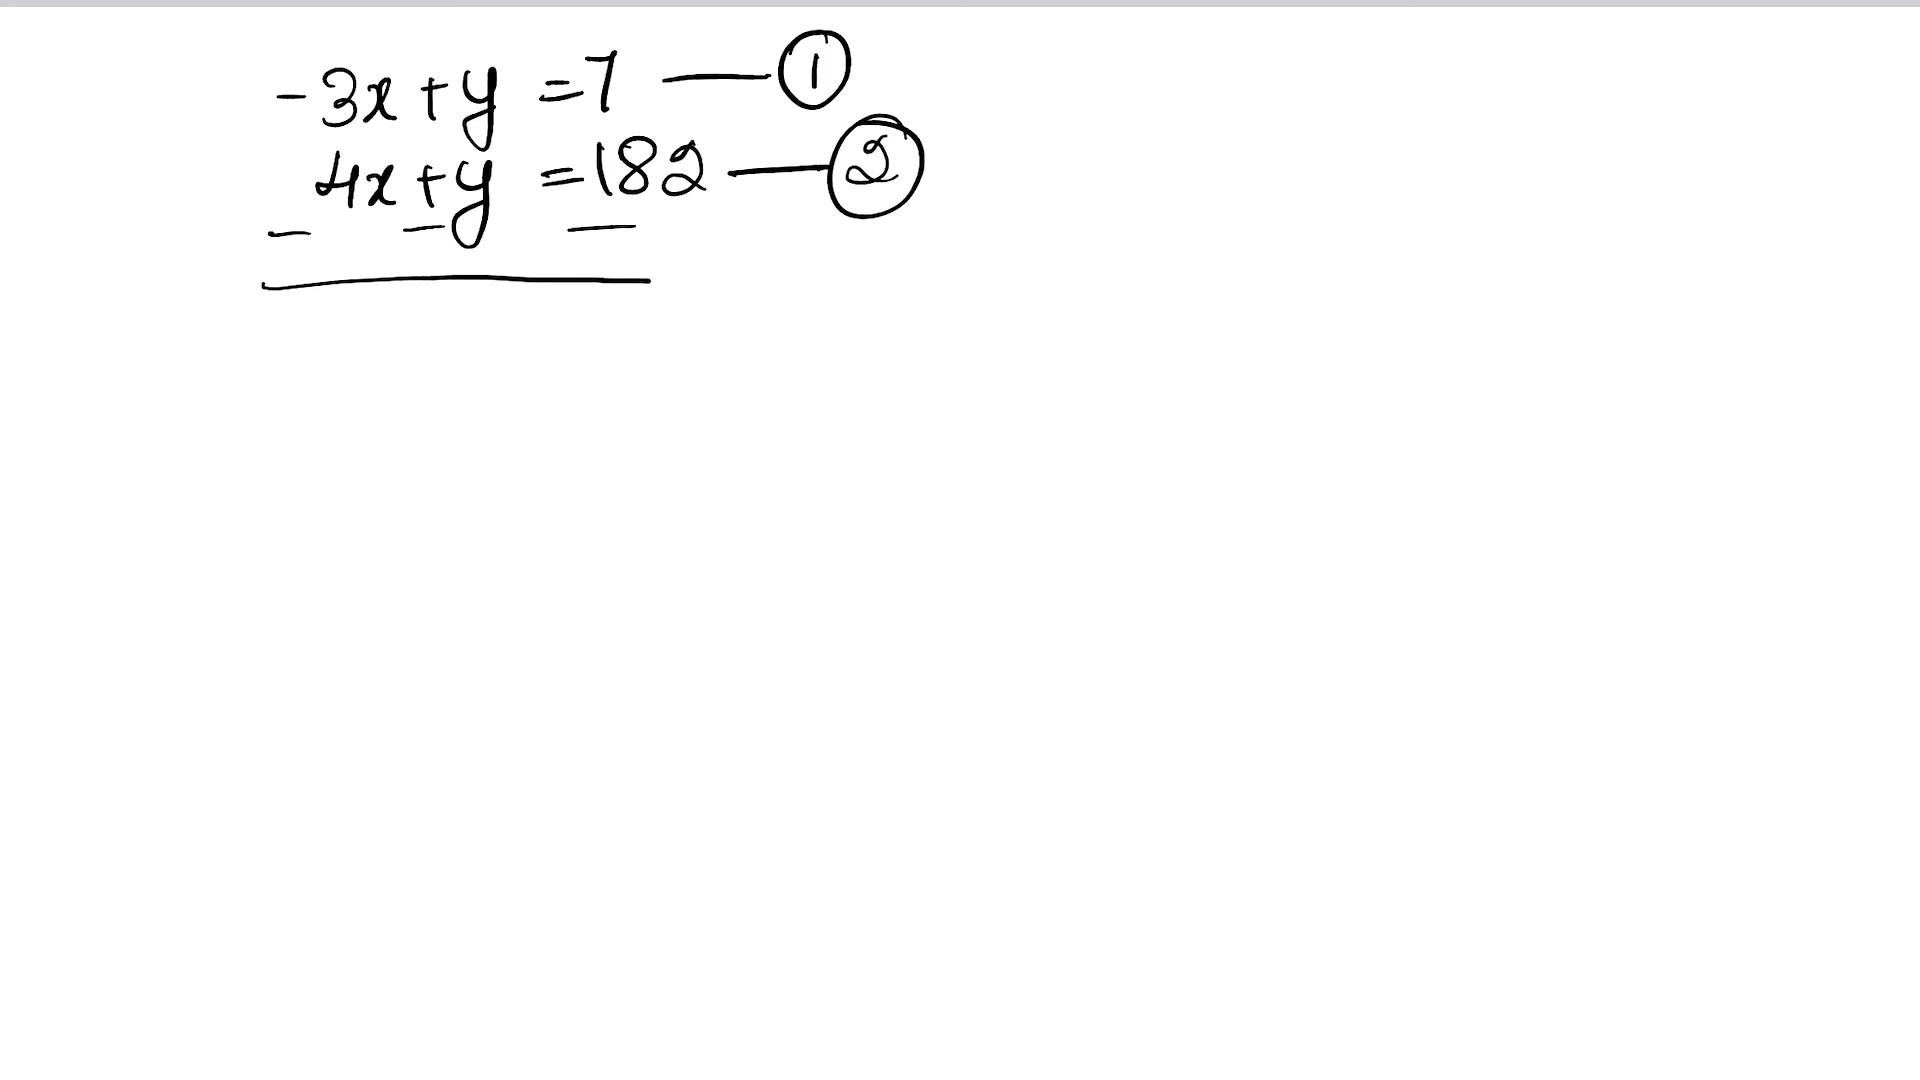 -3x+y =7 —— ①
4x+y =182 —— ②
— — —